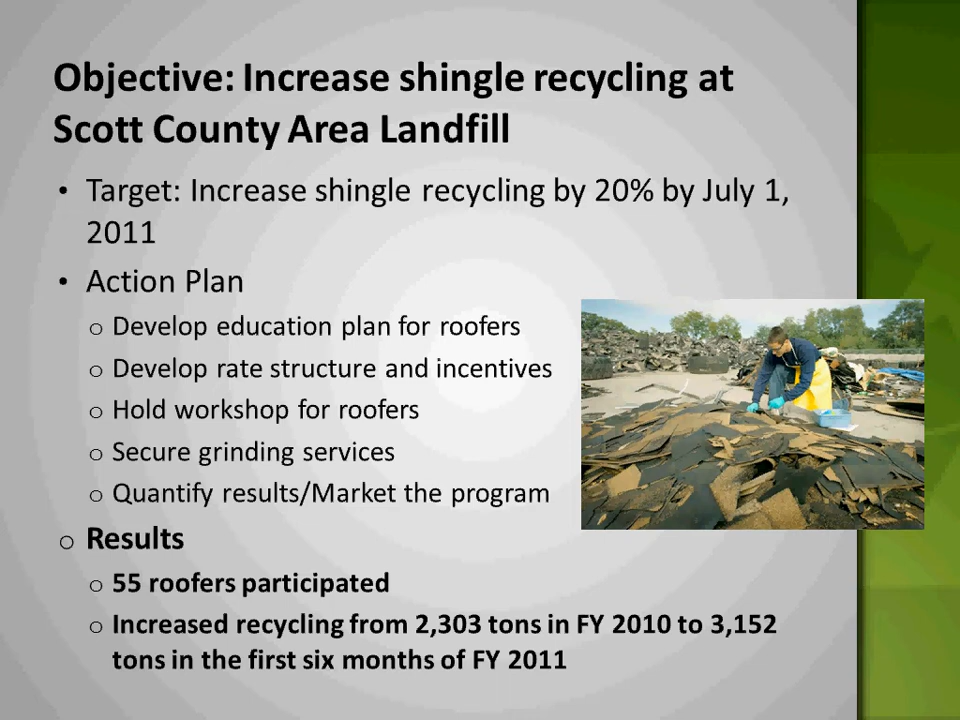 Objective: Increase shingle recycling at
Scott County Area Landfill
• Target: Increase shingle recycling by 20% by July 1,
2011
• Action Plan
o Develop education plan for roofers
o Develop rate structure and incentives
o Hold workshop for roofers
o Secure grinding services
o Quantify results/Market the program
o Results
o 55 roofers participated
o Increased recycling from 2,303 tons in FY 2010 to 3,152
tons in the first six months of FY 2011